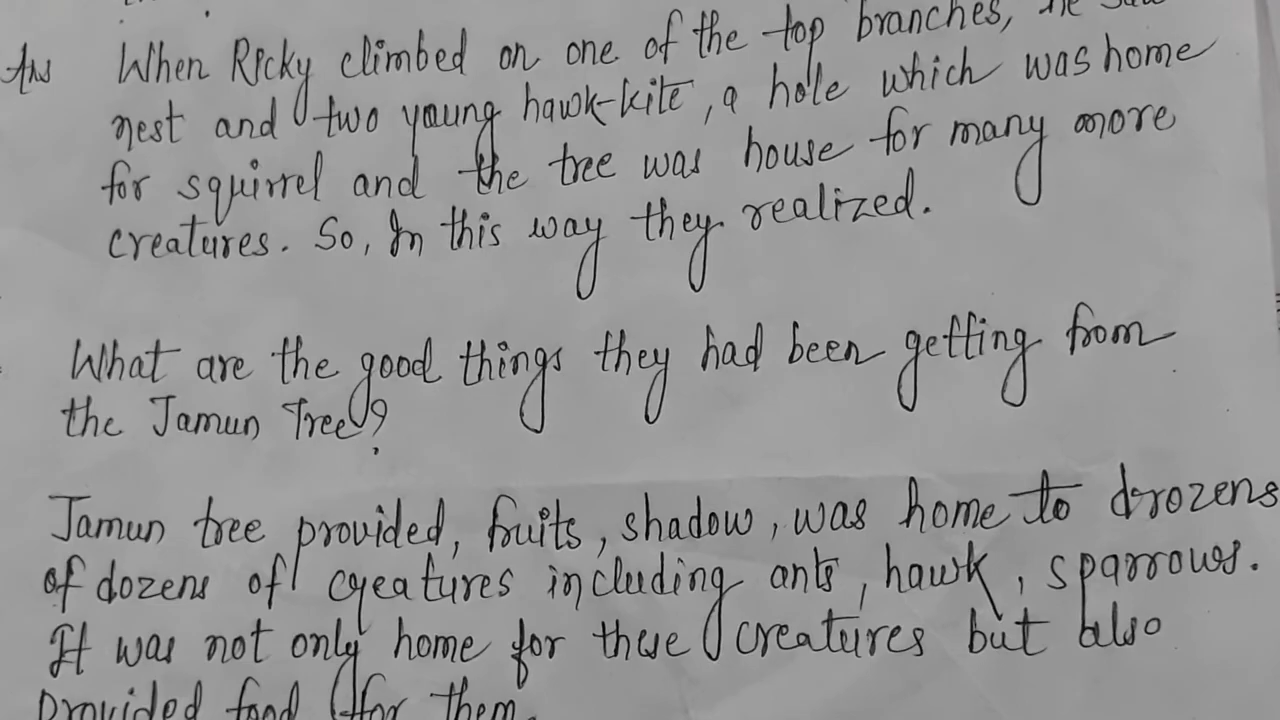 Ans When Ricky climbed on one of the top branches, he saw
nest and two young hawk-kite, a hole which was home
for squirrel and the tree was house for many more
creatures. So, In this way they realized.
What are the good things they had been getting from
the Jamun Tree?
Jamun tree provided, fruits, shadow, was home to drozens
of dozens of creatures including ants, hawk, sparrows.
It was not only home for these creatures but also
provided food for them.